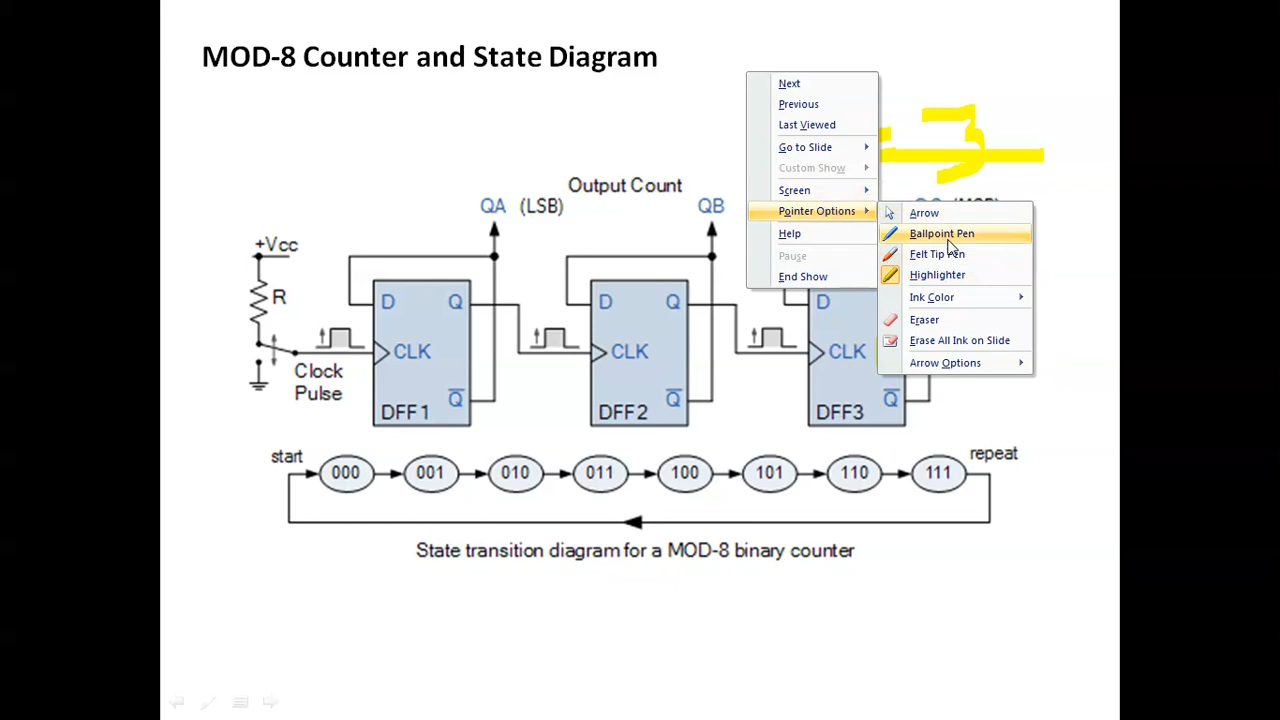 MOD-8 Counter and State Diagram
Next
Previous
Last Viewed
Go to Slide
Custom Show
Screen
Pointer Options
Help
Pause
End Show
Arrow
Ballpoint Pen
Felt Tip Pen
Highlighter
Ink Color
Eraser
Erase All Ink on Slide
Arrow Options
3
Output Count
QA (LSB)
QB
+Vcc
R
Clock
Pulse
D Q
CLK
Q̅
DFF1
D Q
CLK
Q̅
DFF2
D
CLK
Q̅
DFF3
start
repeat
000 001 010 011 100 101 110 111
State transition diagram for a MOD-8 binary counter